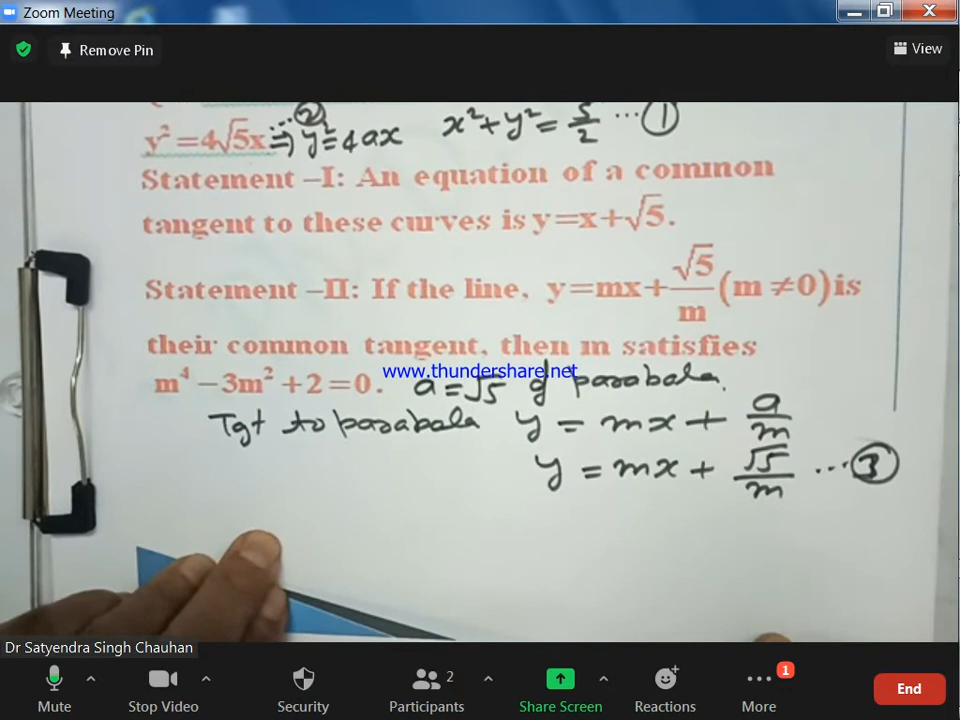 Zoom Meeting
Remove Pin
View
y²=4√5x ⇒ y²=4ax ...② x²+y²=5/2 ...①
Statement –I: An equation of a common
tangent to these curves is y=x+√5.
Statement –II: If the line, y=mx+√5/m (m≠0) is
their common tangent, then m satisfies
www.thundershare.net
m⁴ –3m² +2=0. a=√5 of parabala.
Tgt to parabala y = mx + a/m
y = mx + √5/m ...③
Dr Satyendra Singh Chauhan
2
1
Mute
Stop Video
Security
Participants
Share Screen
Reactions
More
End